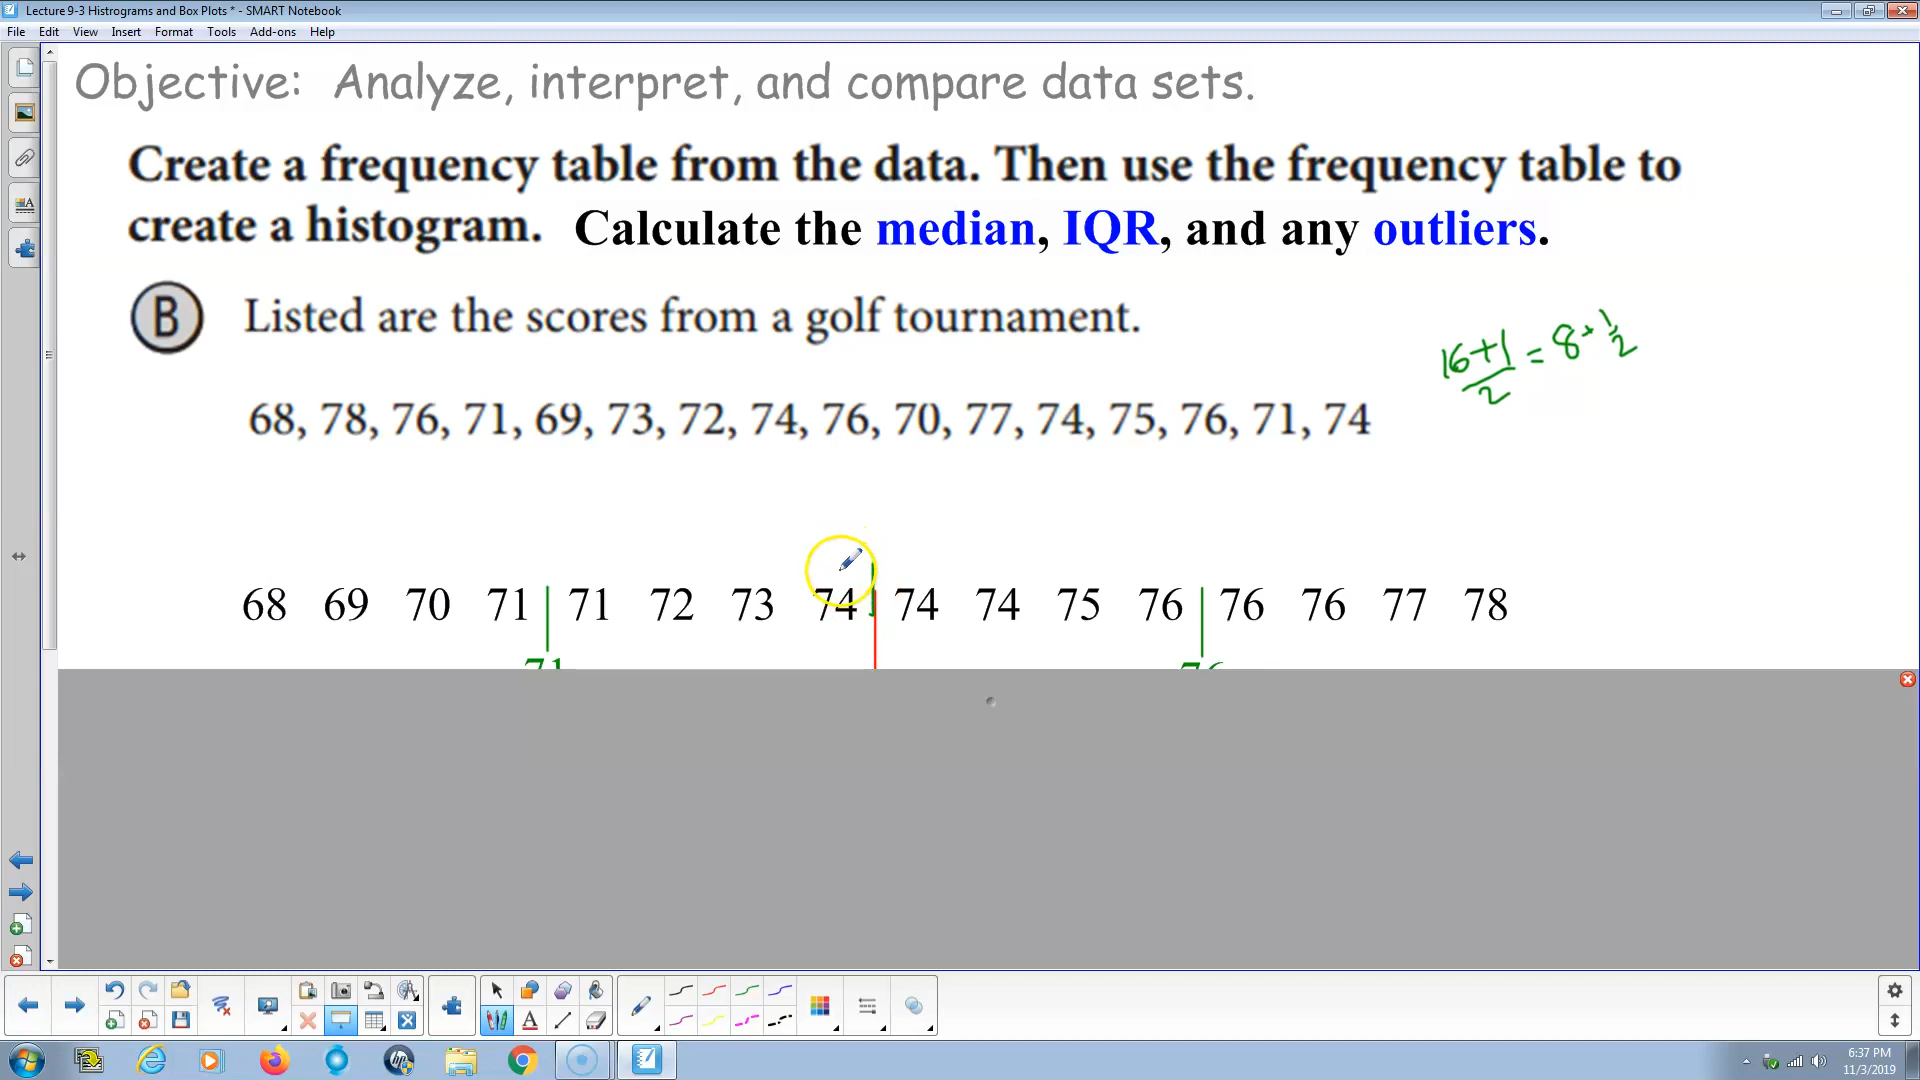 Lecture 9-3 Histrograms and Box Plots * - SMART Notebook
File Edit View Insert Format Tools Add-ons Help
Objective: Analyze, interpret, and compare data sets.
Create a frequency table from the data. Then use the frequency table to
create a histogram. Calculate the median, IQR, and any outliers.
B Listed are the scores from a golf tournament.
16+1
2
= 8 + 1/2
68, 78, 76, 71, 69, 73, 72, 74, 76, 70, 77, 74, 75, 76, 71, 74
68 69 70 71 71 72 73 74 74 74 75 76 76 76 77 78
71 76
6:37 PM
11/3/2019